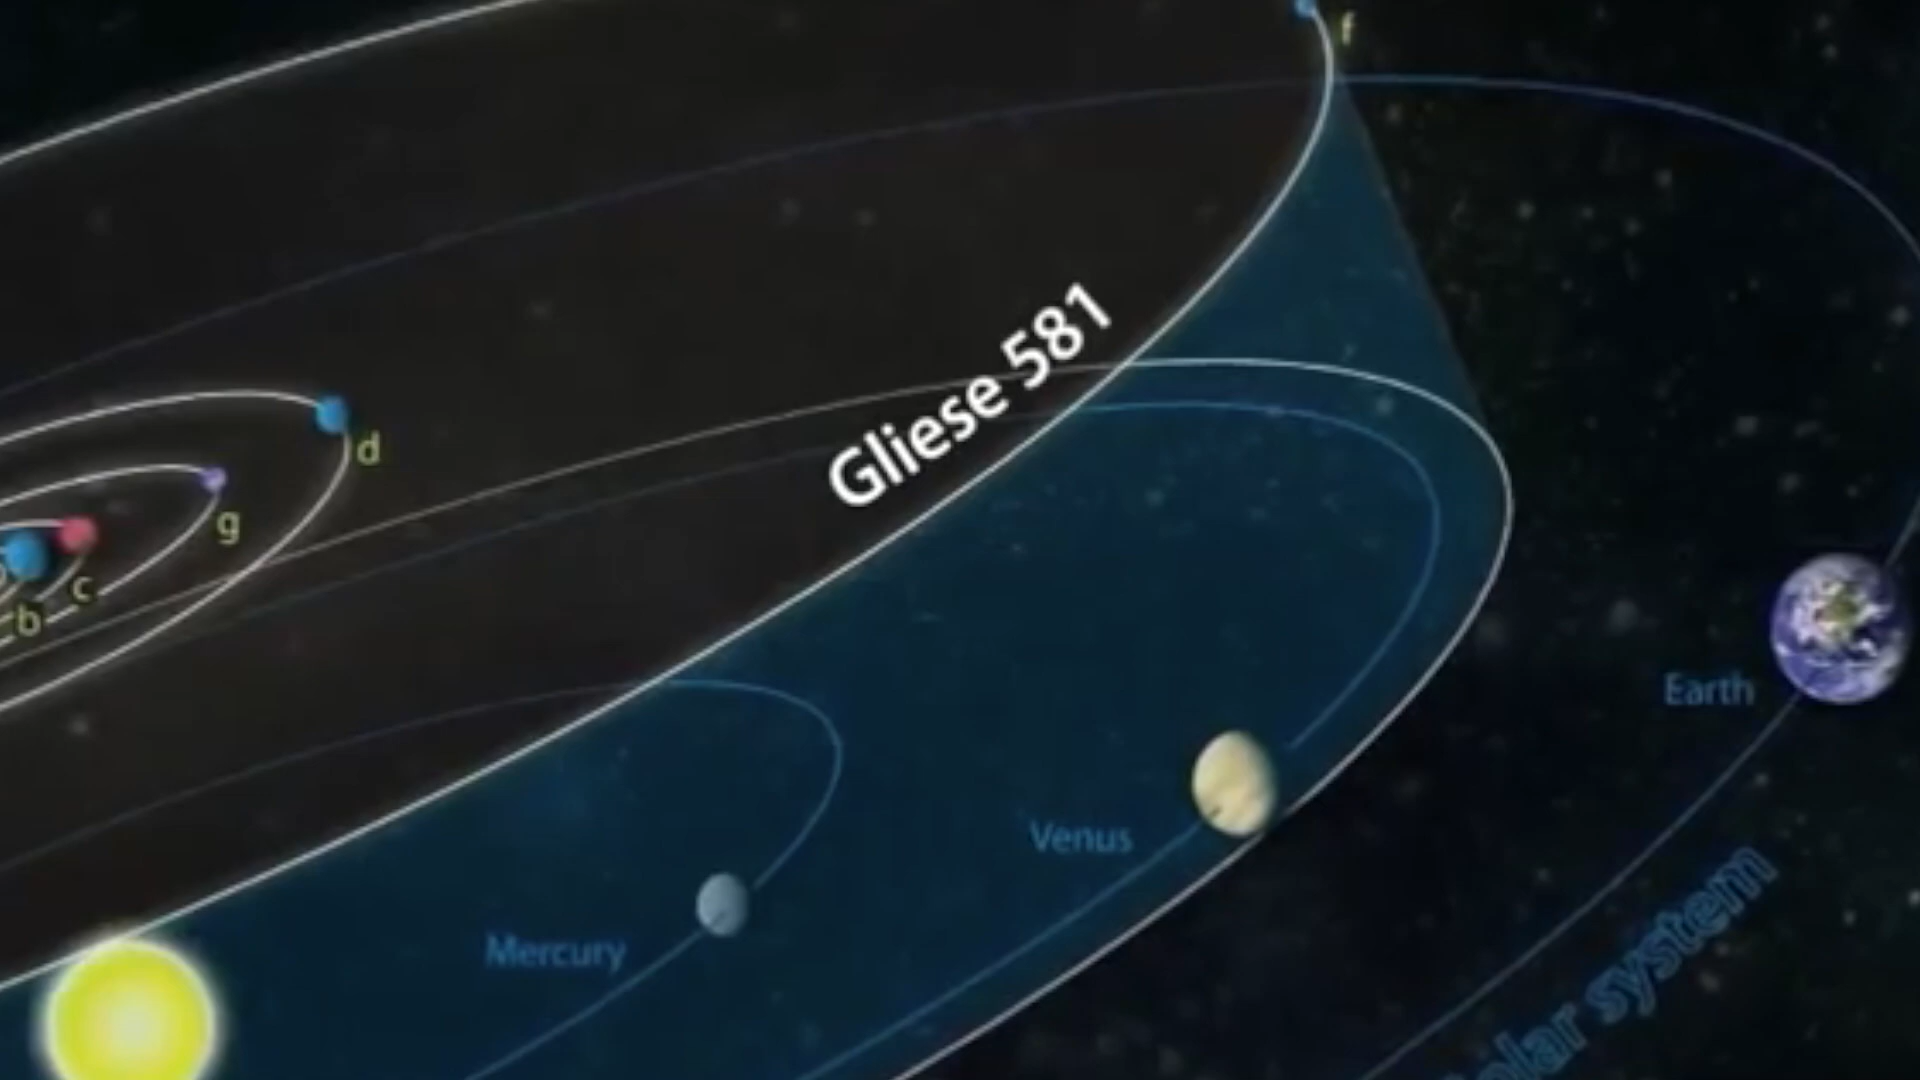 f
Gliese 581
d
g
c
b
Earth
Venus
Mercury
olar system